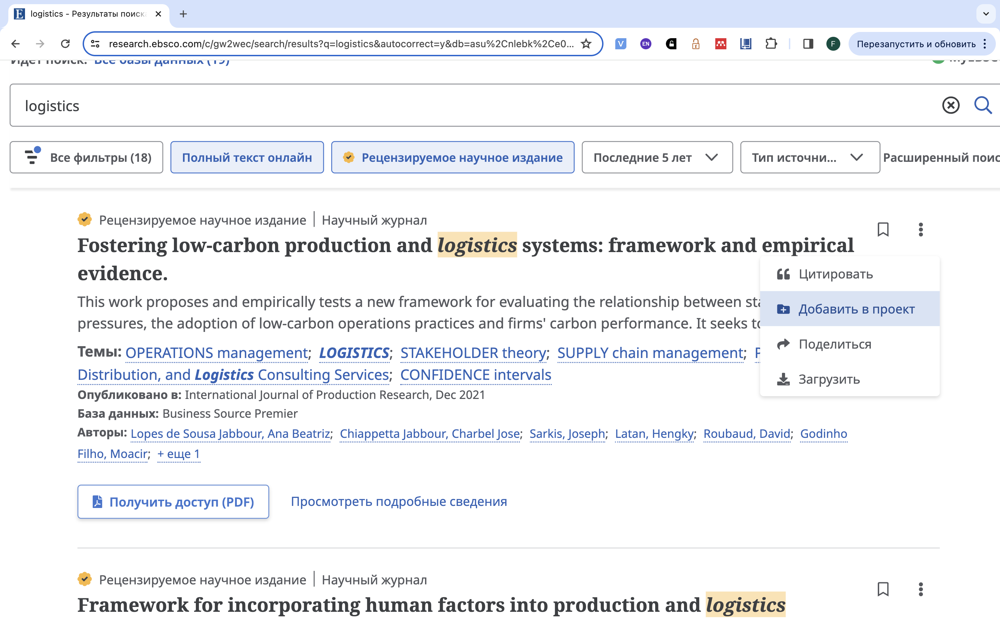 logistics - Результаты поиска
research.ebsco.com/c/gw2wec/search/results?q=logistics&autocorrect=y&db=asu%2Cnlebk%2Ce0...
EN
F
Перезапустить и обновить
Идет поиск: Все базы данных (19)
logistics
Все фильтры (18)
Полный текст онлайн
Рецензируемое научное издание
Последние 5 лет
Тип источни...
Расширенный поис
Рецензируемое научное издание | Научный журнал
Fostering low-carbon production and logistics systems: framework and empirical
evidence.
Цитировать
Добавить в проект
Поделиться
Загрузить
This work proposes and empirically tests a new framework for evaluating the relationship between
pressures, the adoption of low-carbon operations practices and firms' carbon performance. It seeks
Темы: OPERATIONS management; LOGISTICS; STAKEHOLDER theory; SUPPLY chain management;
Distribution, and Logistics Consulting Services; CONFIDENCE intervals
Опубликовано в: International Journal of Production Research, Dec 2021
База данных: Business Source Premier
Авторы: Lopes de Sousa Jabbour, Ana Beatriz; Chiappetta Jabbour, Charbel Jose; Sarkis, Joseph; Latan, Hengky; Roubaud, David; Godinho
Filho, Moacir; + еще 1
Получить доступ (PDF)
Просмотреть подробные сведения
Рецензируемое научное издание | Научный журнал
Framework for incorporating human factors into production and logistics